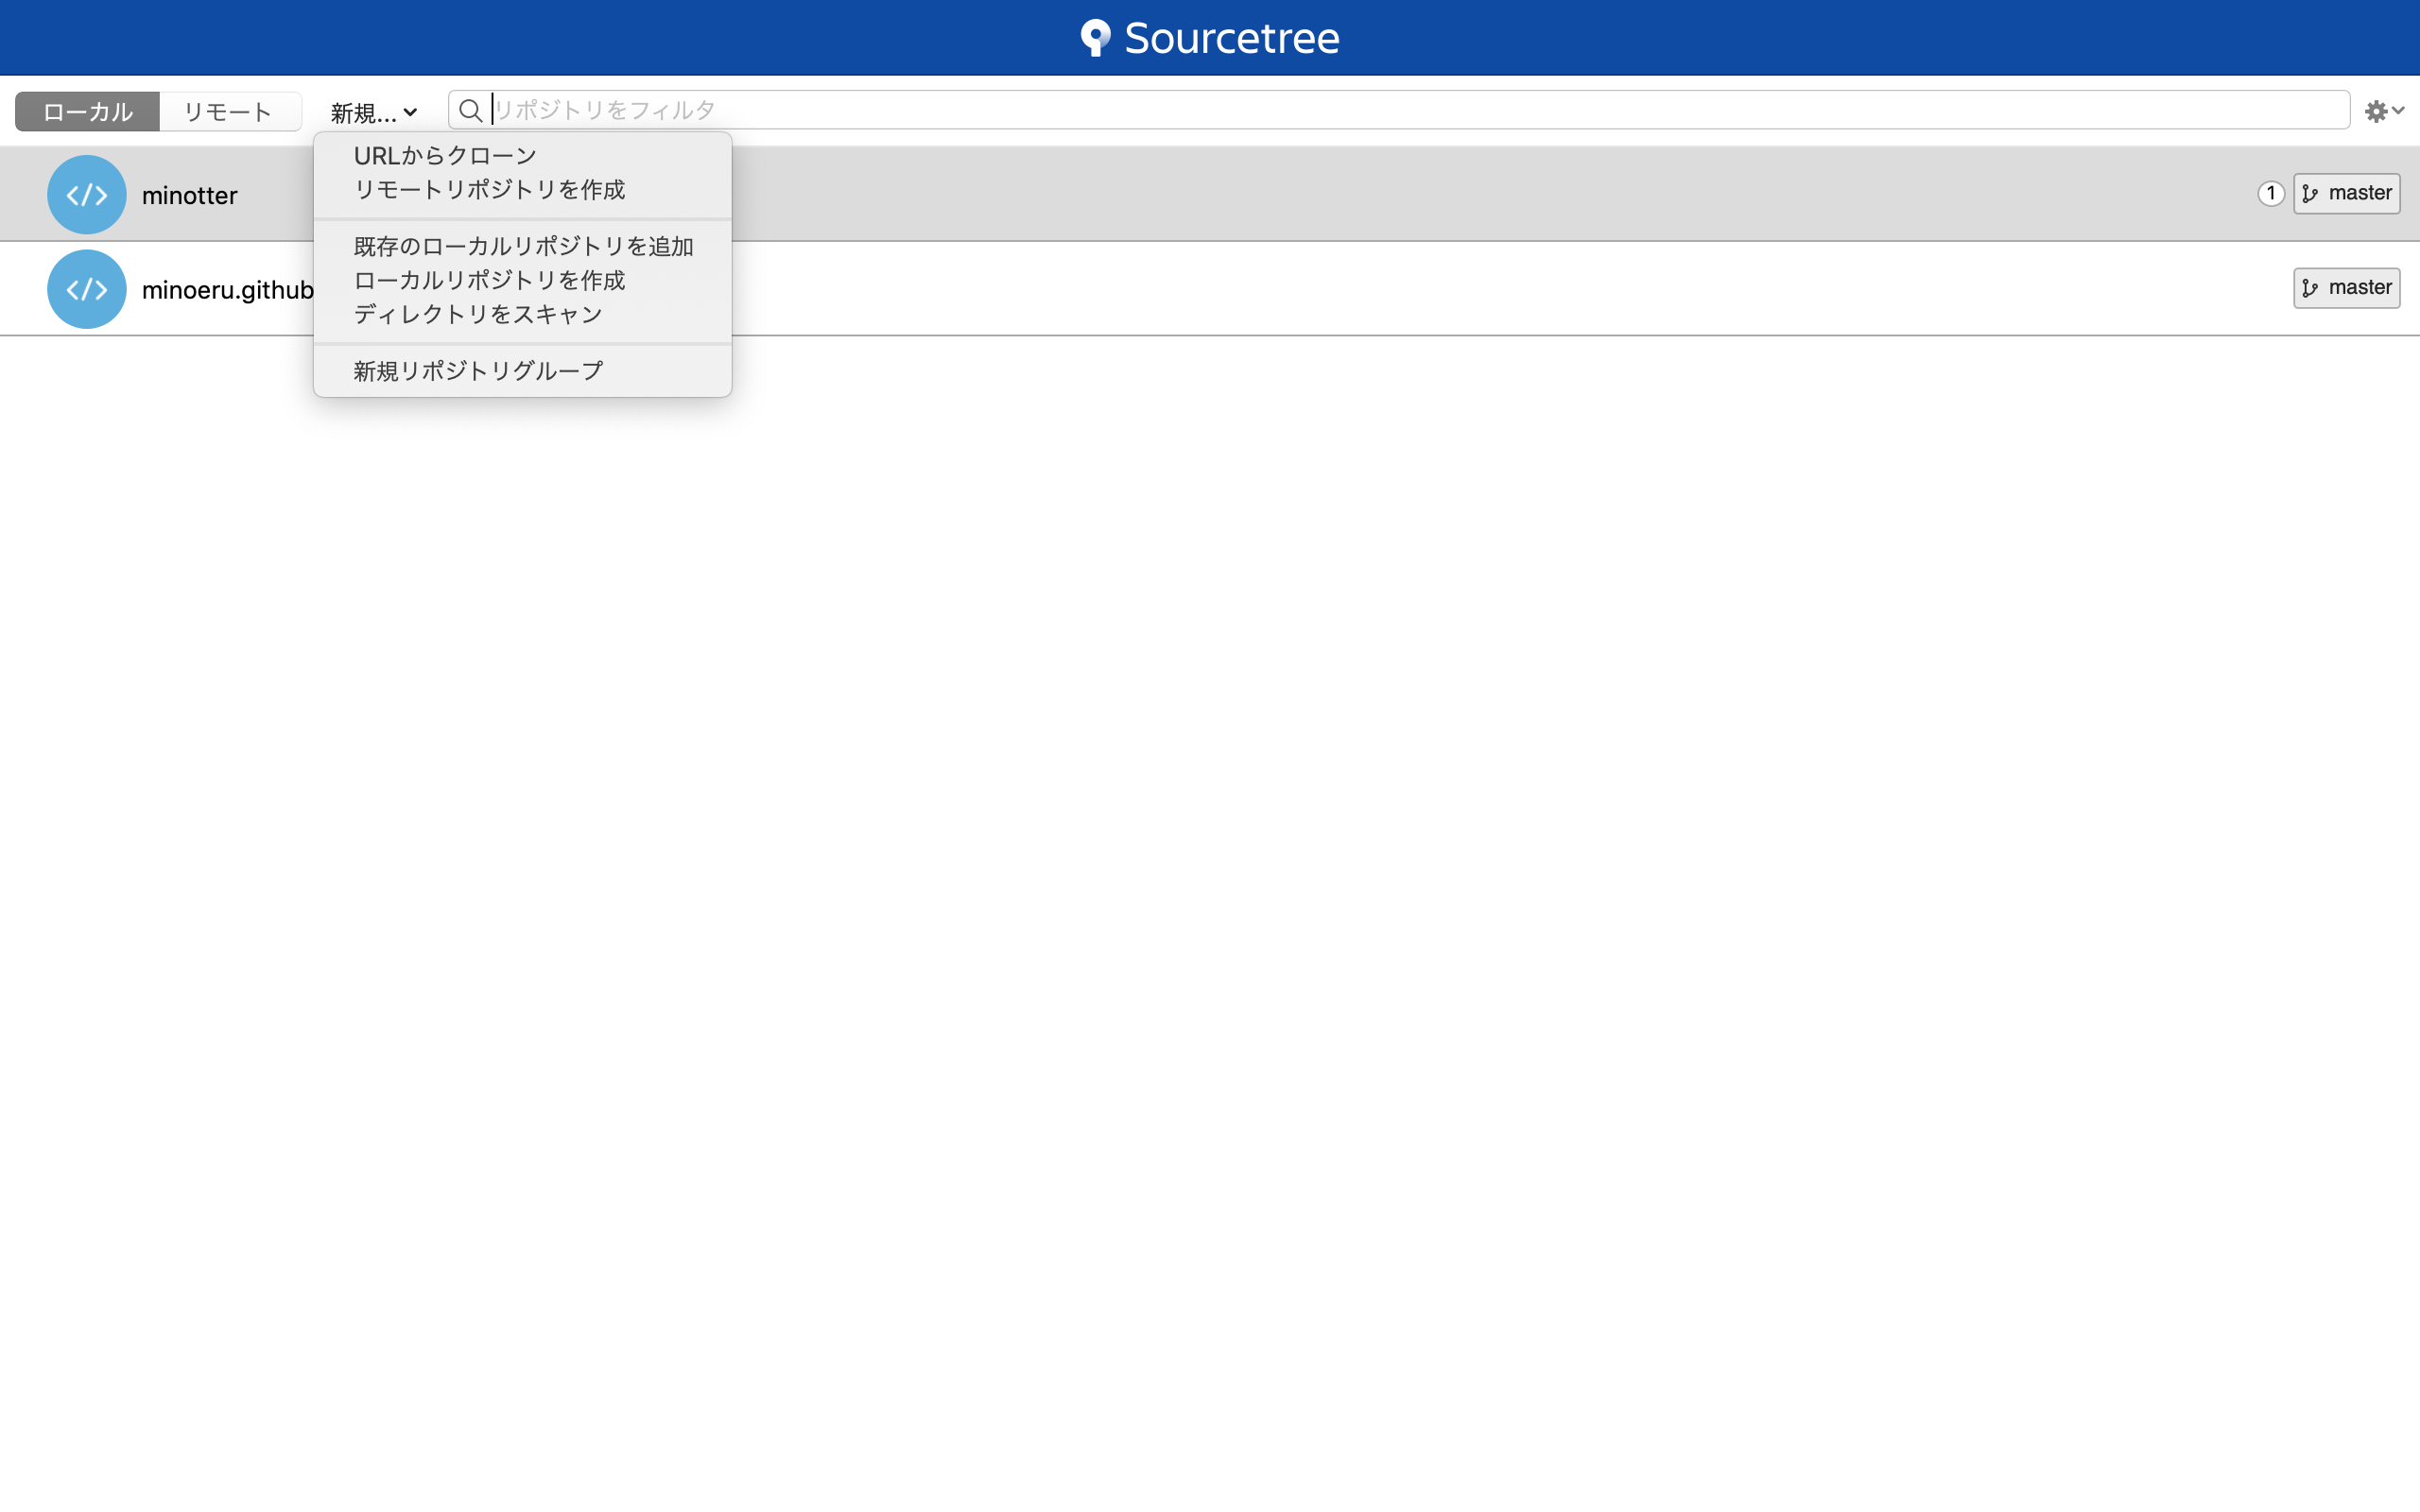 Sourcetree
ローカル リモート 新規... リポジトリをフィルタ
URLからクローン
リモートリポジトリを作成
既存のローカルリポジトリを追加
ローカルリポジトリを作成
ディレクトリをスキャン
新規リポジトリグループ
minotter 1 master
minoeru.github master